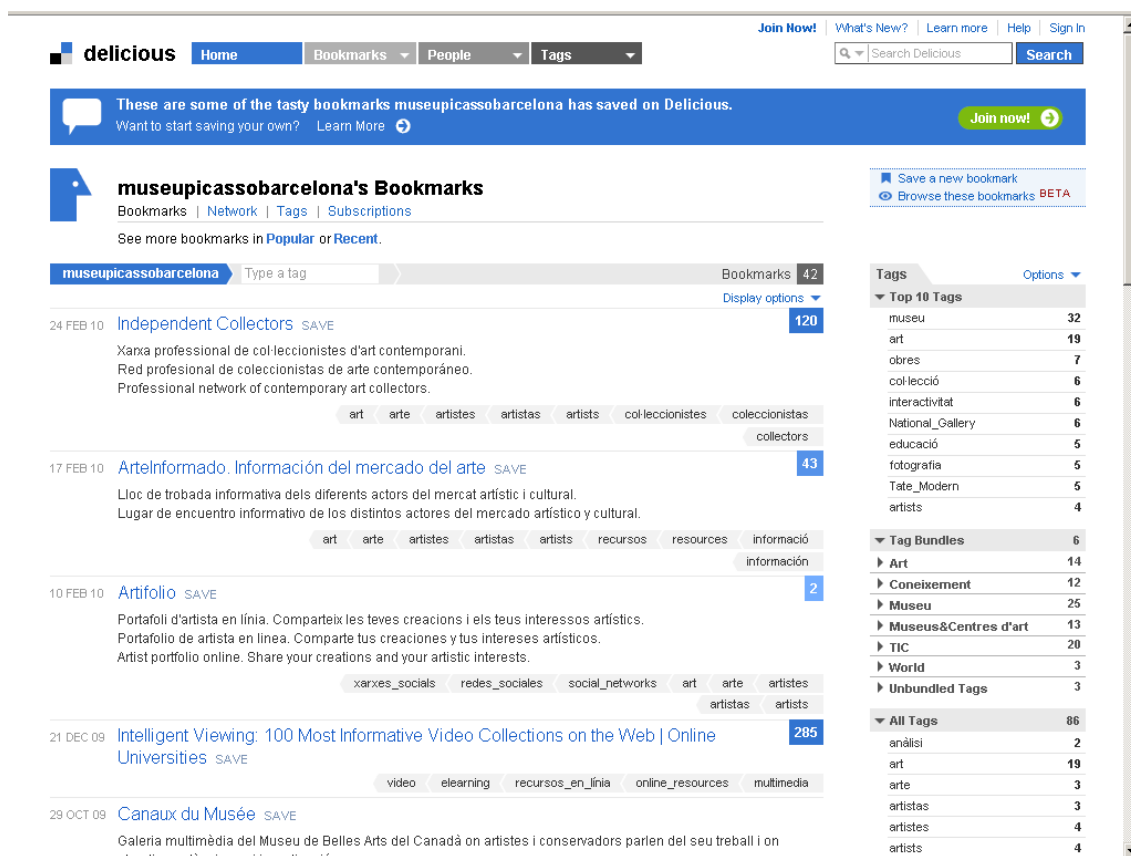 Join Now! What's New? Learn more Help Sign In
delicious Home Bookmarks People Tags Search Delicious Search
These are some of the tasty bookmarks museupicassobarcelona has saved on Delicious.
Want to start saving your own? Learn More
Join now!
museupicassobarcelona's Bookmarks
Bookmarks | Network | Tags | Subscriptions
See more bookmarks in Popular or Recent.
Save a new bookmark
Browse these bookmarks BETA
museupicassobarcelona Type a tag Bookmarks 42
Display options
24 FEB 10 Independent Collectors SAVE 120
Xarxa professional de col·leccionistes d'art contemporani.
Red profesional de coleccionistas de arte contemporáneo.
Professional network of contemporary art collectors.
art arte artistes artistas artists col·leccionistes coleccionistas
collectors
17 FEB 10 ArteInformado. Información del mercado del arte SAVE 43
Lloc de trobada informativa dels diferents actors del mercat artístic i cultural.
Lugar de encuentro informativo de los distintos actores del mercado artístico y cultural.
art arte artistes artistas artists recursos resources informació
información
10 FEB 10 Artifolio SAVE 2
Portafoli d'artista en línia. Comparteix les teves creacions i els teus interessos artístics.
Portafolio de artista en linea. Comparte tus creaciones y tus intereses artísticos.
Artist portfolio online. Share your creations and your artistic interests.
xarxes_socials redes_sociales social_networks art arte artistes
artistas artists
21 DEC 09 Intelligent Viewing: 100 Most Informative Video Collections on the Web | Online 285
Universities SAVE
video elearning recursos_en_línia online_resources multimedia
29 OCT 09 Canaux du Musée SAVE
Galeria multimèdia del Museu de Belles Arts del Canadà on artistes i conservadors parlen del seu treball i on
Tags Options
Top 10 Tags
museu 32
art 19
obres 7
col·lecció 6
interactivitat 6
National_Gallery 6
educació 5
fotografia 5
Tate_Modern 5
artists 4
Tag Bundles 6
Art 14
Coneixement 12
Museu 25
Museus&Centres d'art 13
TIC 20
World 3
Unbundled Tags 3
All Tags 86
anàlisi 2
art 19
arte 3
artistas 3
artistes 4
artists 4